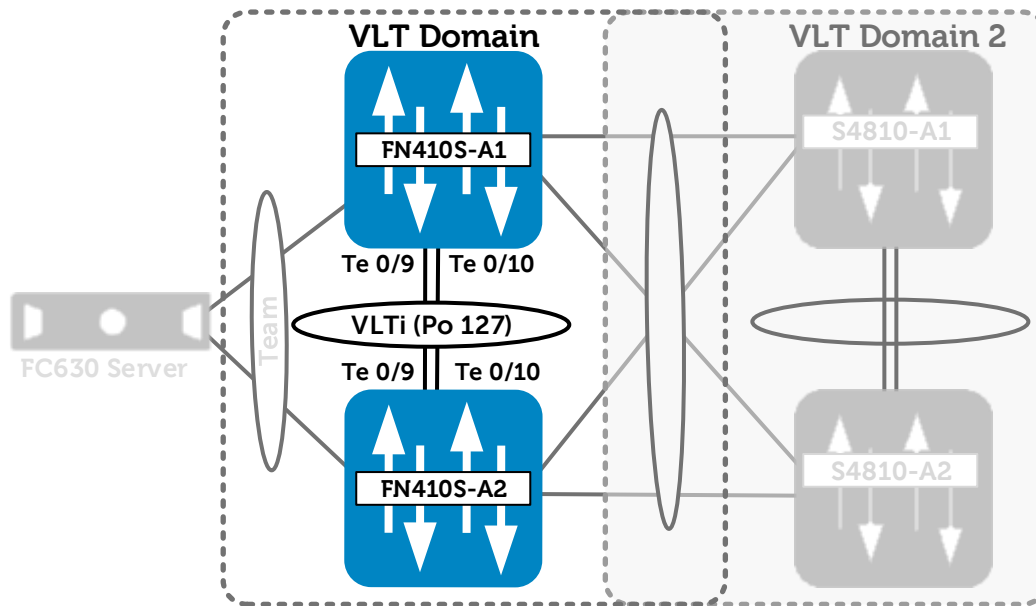 VLT Domain
VLT Domain 2
FN410S-A1
S4810-A1
Te 0/9
Te 0/10
Team
VLTi (Po 127)
FC630 Server
Te 0/9
Te 0/10
FN410S-A2
S4810-A2